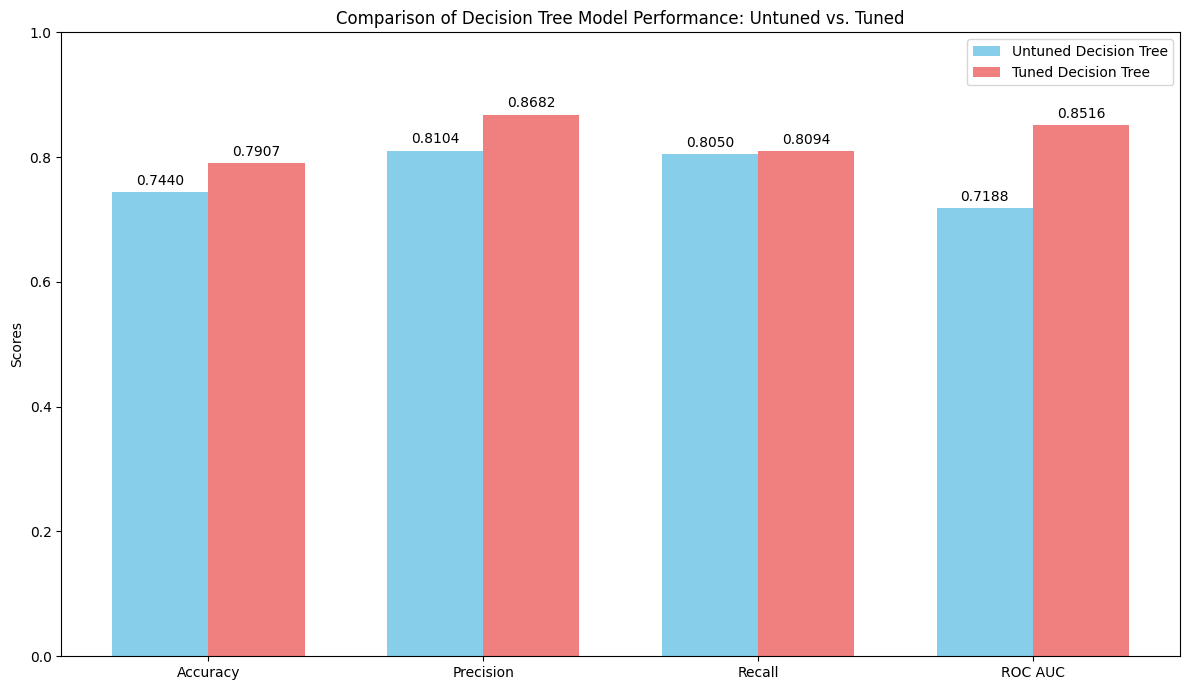 Comparison of Decision Tree Model Performance: Untuned vs. Tuned
1.0
Untuned Decision Tree
Tuned Decision Tree
0.8682
0.8516
0.8104
0.8050
0.8094
0.7907
0.7440
0.7188
0.8
0.6
0.4
0.2
0.0
Scores
Accuracy
Precision
Recall
ROC AUC